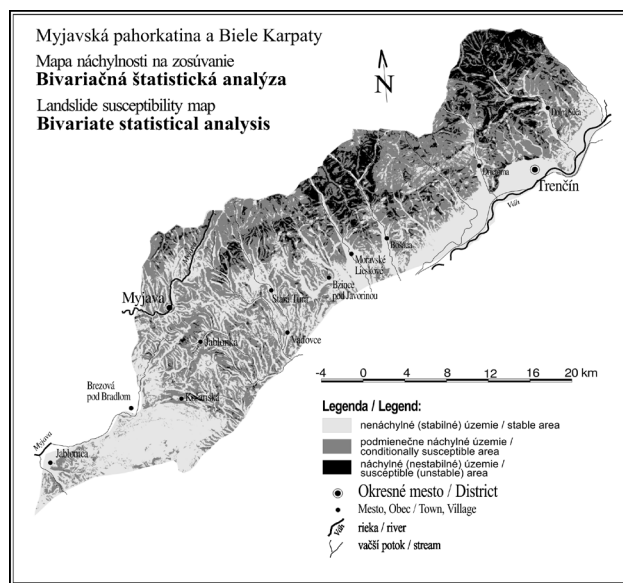 Myjavská pahorkatina a Biele Karpaty
Mapa náchylnosti na zosúvanie
Bivariačná štatistická analýza
Landslide susceptibility map
Bivariate statistical analysis
N
Drietoma
Trenčín
Váh
Bošáca
Moravské
Lieskové
Bzince
pod Javorinou
Stará Turá
Myjava
Vaďovce
Jablonka
Brezová
pod Bradlom
Košariská
Myjava
Jablonica
-4 0 4 8 12 16 20 km
Legenda / Legend:
nenáchylné (stabilné) územie / stable area
podmienečne náchylné územie /
conditionally susceptible area
náchylné (nestabilné) územie /
susceptible (unstable) area
Okresné mesto / District
Mesto, Obec / Town, Village
Váh
rieka / river
vačší potok / stream